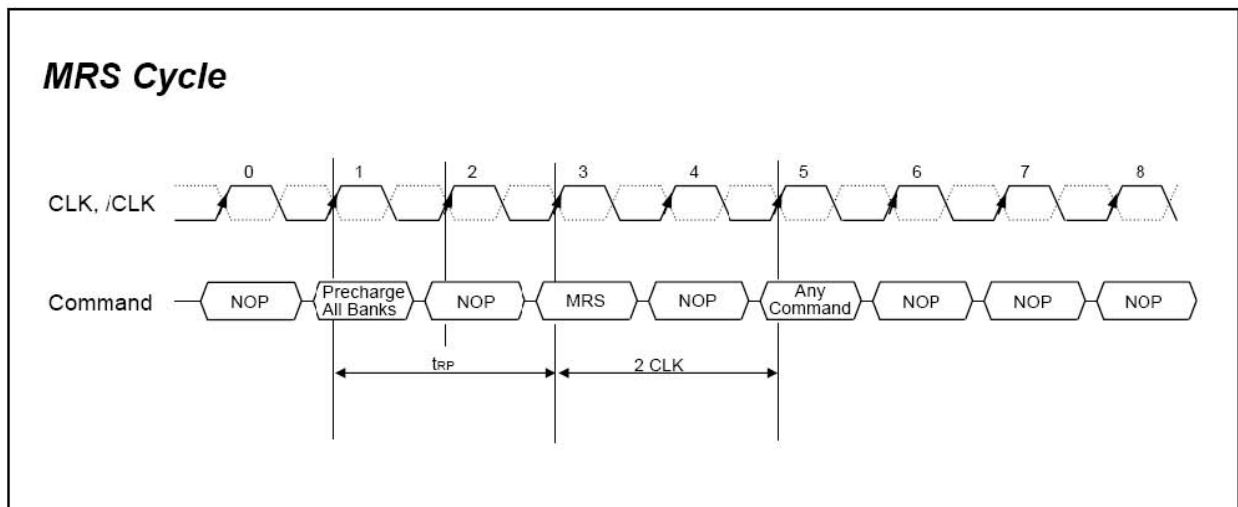 MRS Cycle
0 1 2 3 4 5 6 7 8
CLK, /CLK
Command
NOP
Precharge
All Banks
NOP
MRS
NOP
Any
Command
NOP
NOP
NOP
tRP
2 CLK